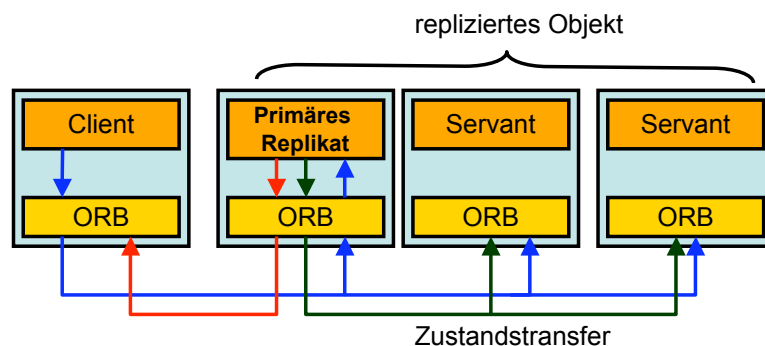 repliziertes Objekt
Client
Primäres
Replikat
Servant
Servant
ORB
ORB
ORB
ORB
Zustandstransfer